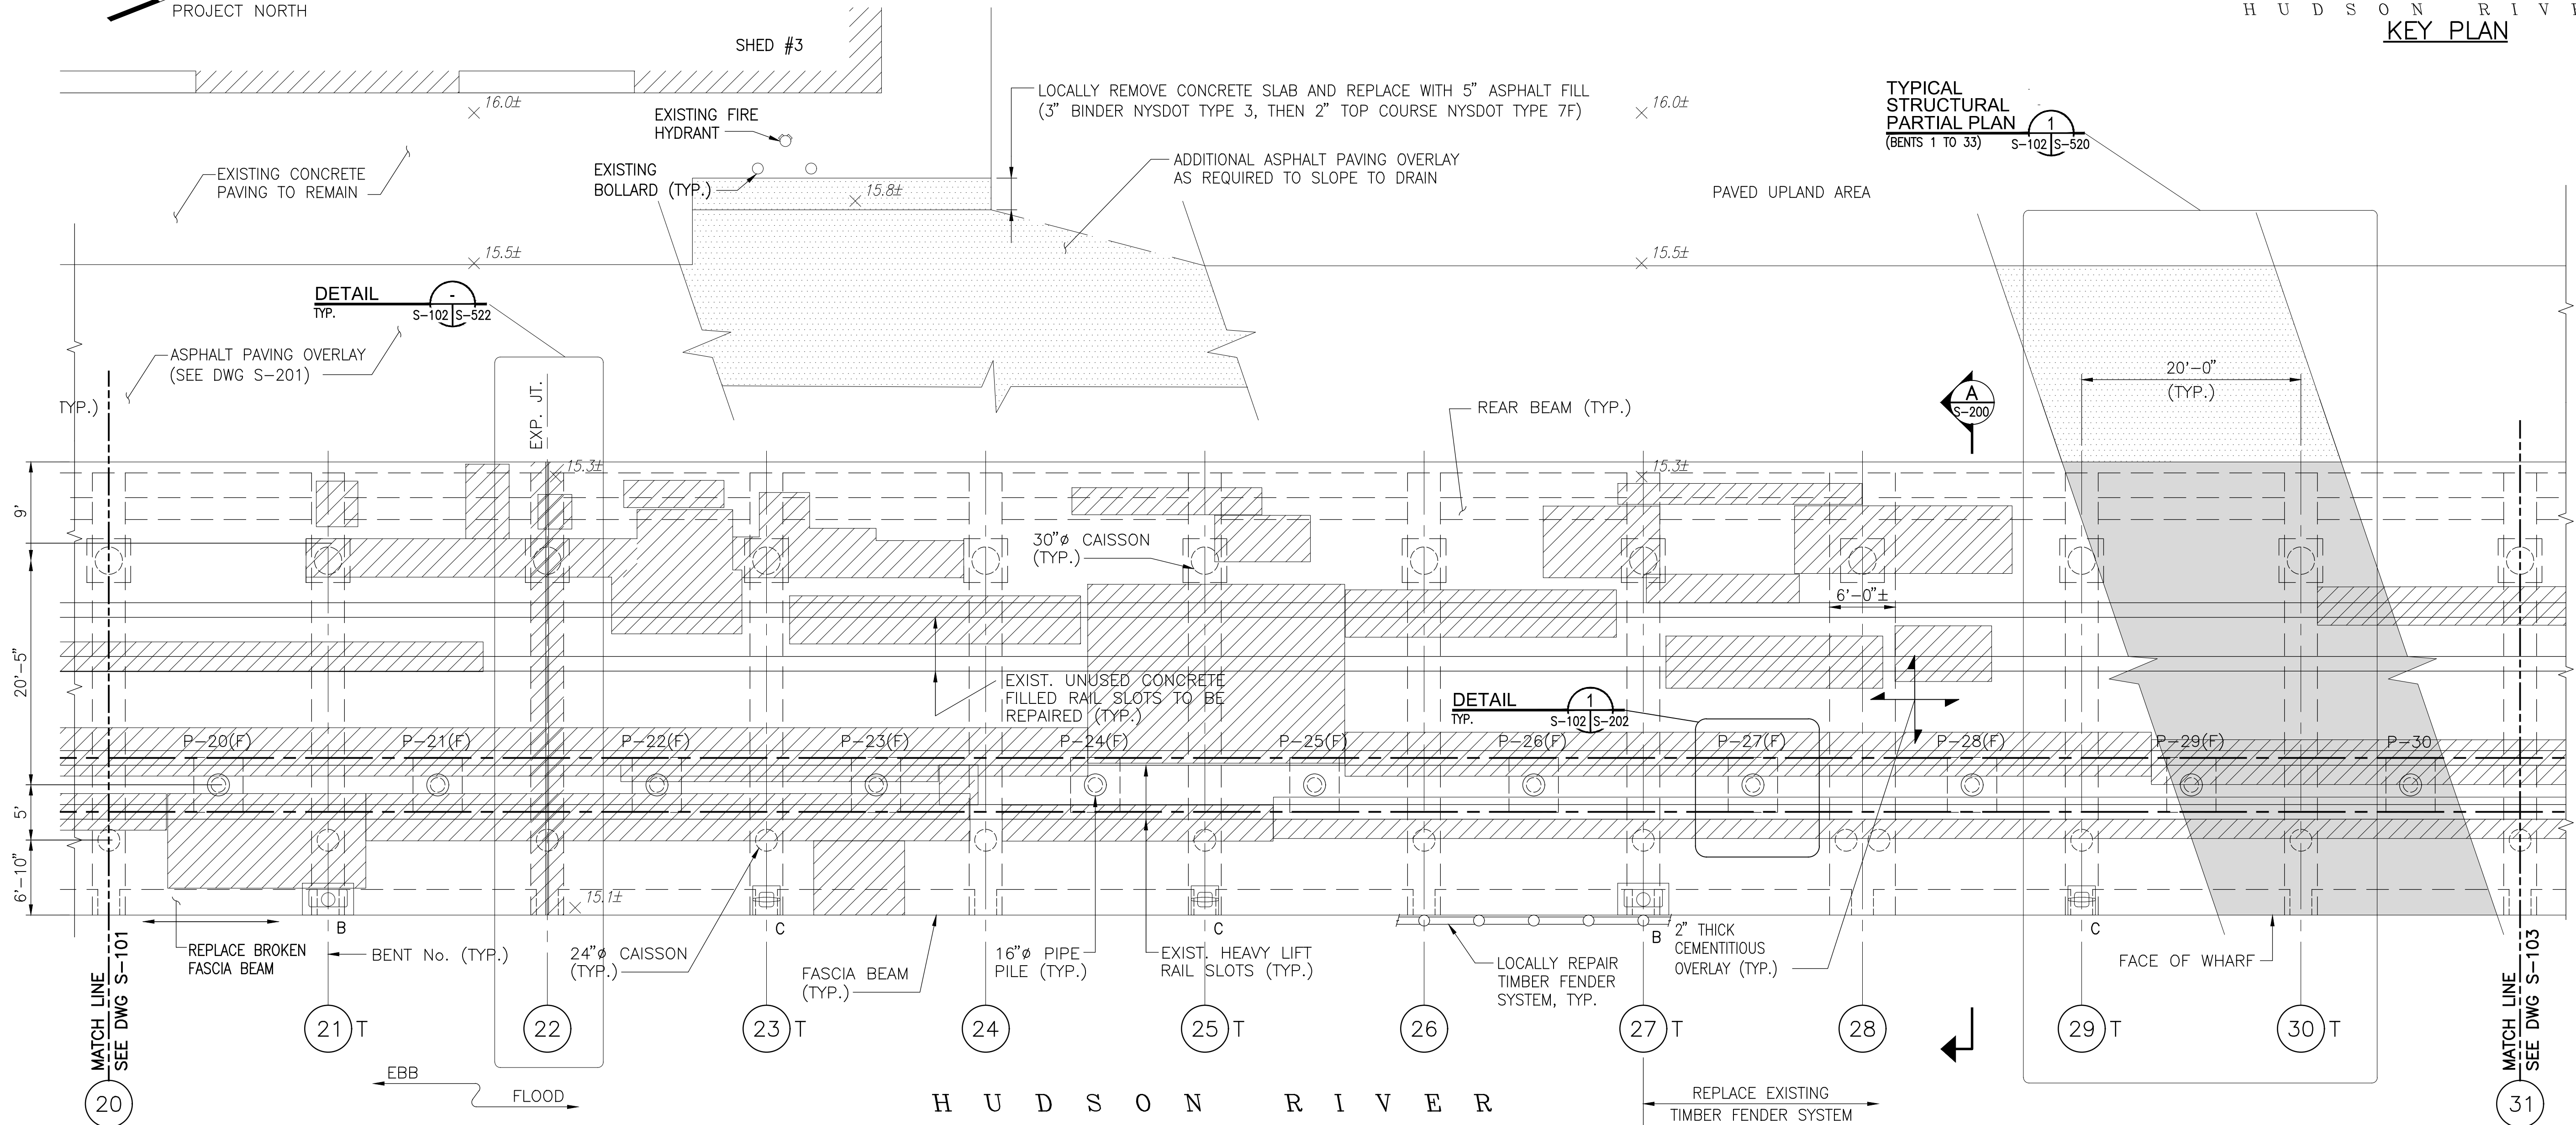 PROJECT NORTH
HUDSON RIV
KEY PLAN
SHED #3
16.0±
EXISTING FIRE
HYDRANT
EXISTING
BOLLARD (TYP.)
EXISTING CONCRETE
PAVING TO REMAIN
15.8±
LOCALLY REMOVE CONCRETE SLAB AND REPLACE WITH 5" ASPHALT FILL
(3" BINDER NYSDOT TYPE 3, THEN 2" TOP COURSE NYSDOT TYPE 7F)
ADDITIONAL ASPHALT PAVING OVERLAY
AS REQUIRED TO SLOPE TO DRAIN
16.0±
PAVED UPLAND AREA
TYPICAL
STRUCTURAL
PARTIAL PLAN
(BENTS 1 TO 33)
1
S-102 S-520
15.5±
15.5±
DETAIL
TYP.
-
S-102 S-522
ASPHALT PAVING OVERLAY
(SEE DWG S-201)
TYP.)
EXP. JT.
REAR BEAM (TYP.)
A
S-200
20'-0"
(TYP.)
15.3±
15.3±
9'
20'-5"
5'
6'-10"
30"ø CAISSON
(TYP.)
6'-0"±
EXIST. UNUSED CONCRETE
FILLED RAIL SLOTS TO BE
REPAIRED (TYP.)
DETAIL
TYP.
1
S-102 S-202
P-20(F)
P-21(F)
P-22(F)
P-23(F)
P-24(F)
P-25(F)
P-26(F)
P-27(F)
P-28(F)
P-29(F)
P-30
15.1±
B
C
C
B
C
REPLACE BROKEN
FASCIA BEAM
BENT No. (TYP.)
24"ø CAISSON
(TYP.)
FASCIA BEAM
(TYP.)
16"ø PIPE
PILE (TYP.)
EXIST. HEAVY LIFT
RAIL SLOTS (TYP.)
LOCALLY REPAIR
TIMBER FENDER
SYSTEM, TYP.
2" THICK
CEMENTITIOUS
OVERLAY (TYP.)
FACE OF WHARF
MATCH LINE
SEE DWG S-101
MATCH LINE
SEE DWG S-103
21 T
22
23 T
24
25 T
26
27 T
28
29 T
30 T
20
31
EBB
FLOOD
HUDSON RIVER
REPLACE EXISTING
TIMBER FENDER SYSTEM